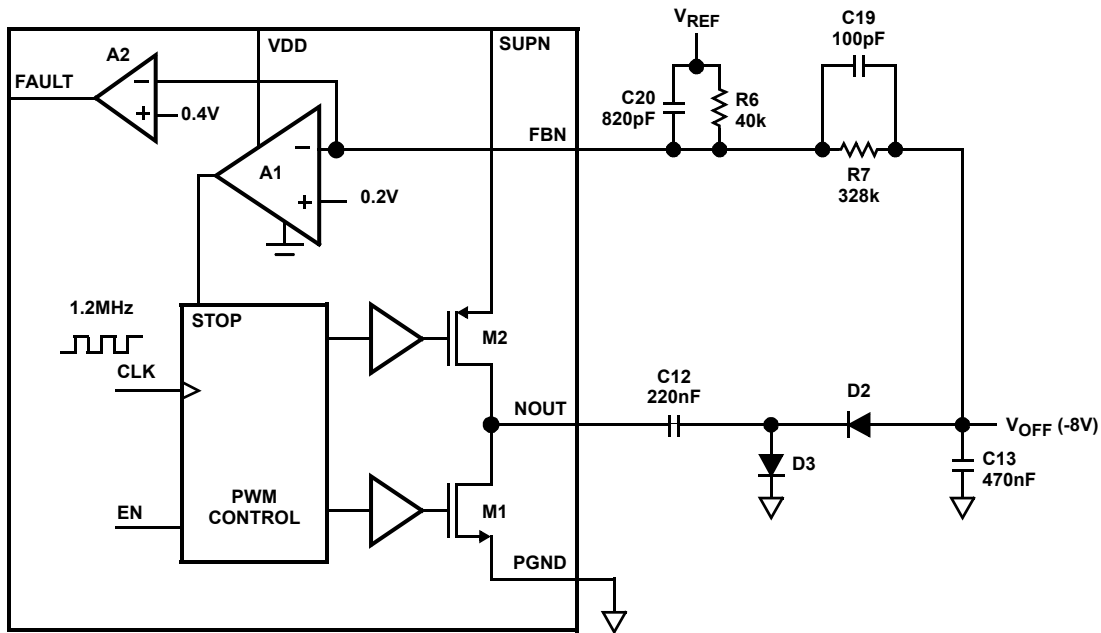 VREF
C19
100pF
VDD
SUPN
A2
FAULT
–
+
0.4V
C20
820pF
R6
40k
FBN
–
A1
+
0.2V
R7
328k
1.2MHz
STOP
CLK
M2
C12
220nF
D2
NOUT
VOFF (-8V)
D3
C13
470nF
EN
PWM
CONTROL
M1
PGND